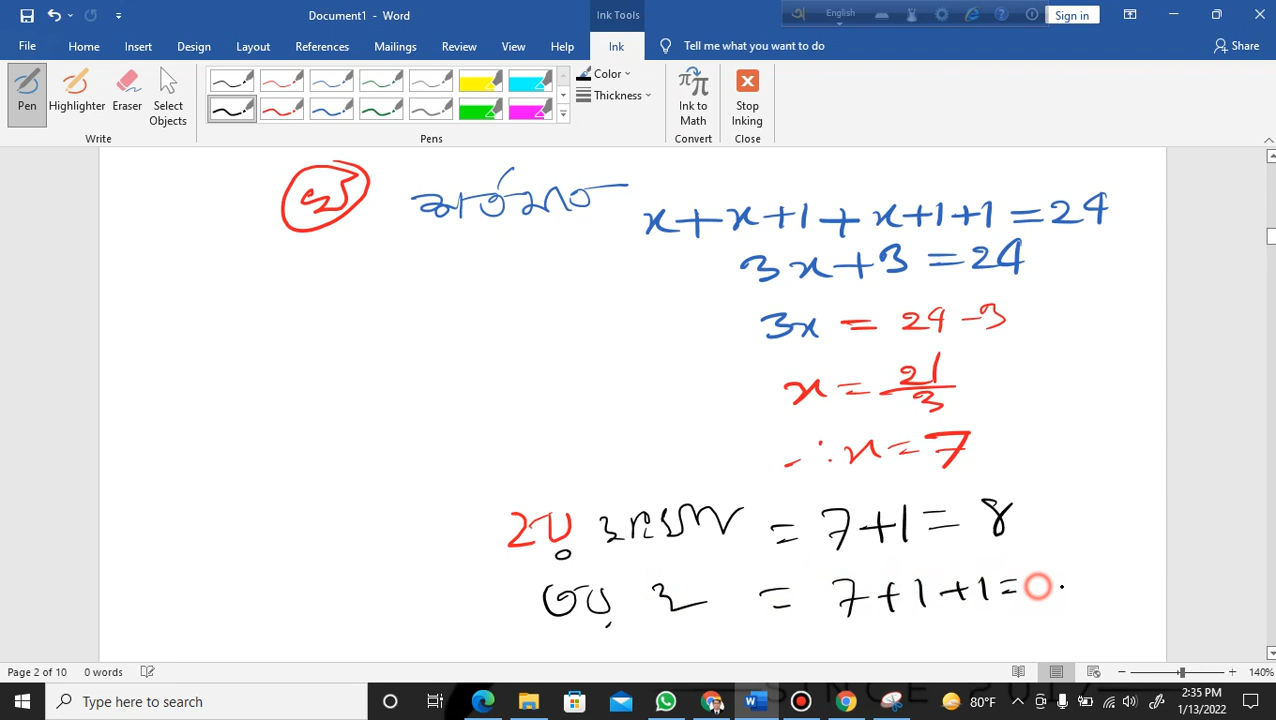 Document1 - Word
Ink Tools
English
Sign in
File Home Insert Design Layout References Mailings Review View Help Ink Tell me what you want to do Share
Pen Highlighter Eraser Select Objects
Color
Thickness
Ink to Math
Stop Inking
Write Pens Convert Close
x+x+1+x+1+1=24
3x+3=24
3x = 24-3
x = 21/3
∴x=7
2য় = 7+1=8
৩য় = 7+1+1=
Page 2 of 10 0 words 140%
Type here to search
80°F
2:35 PM
1/13/2022